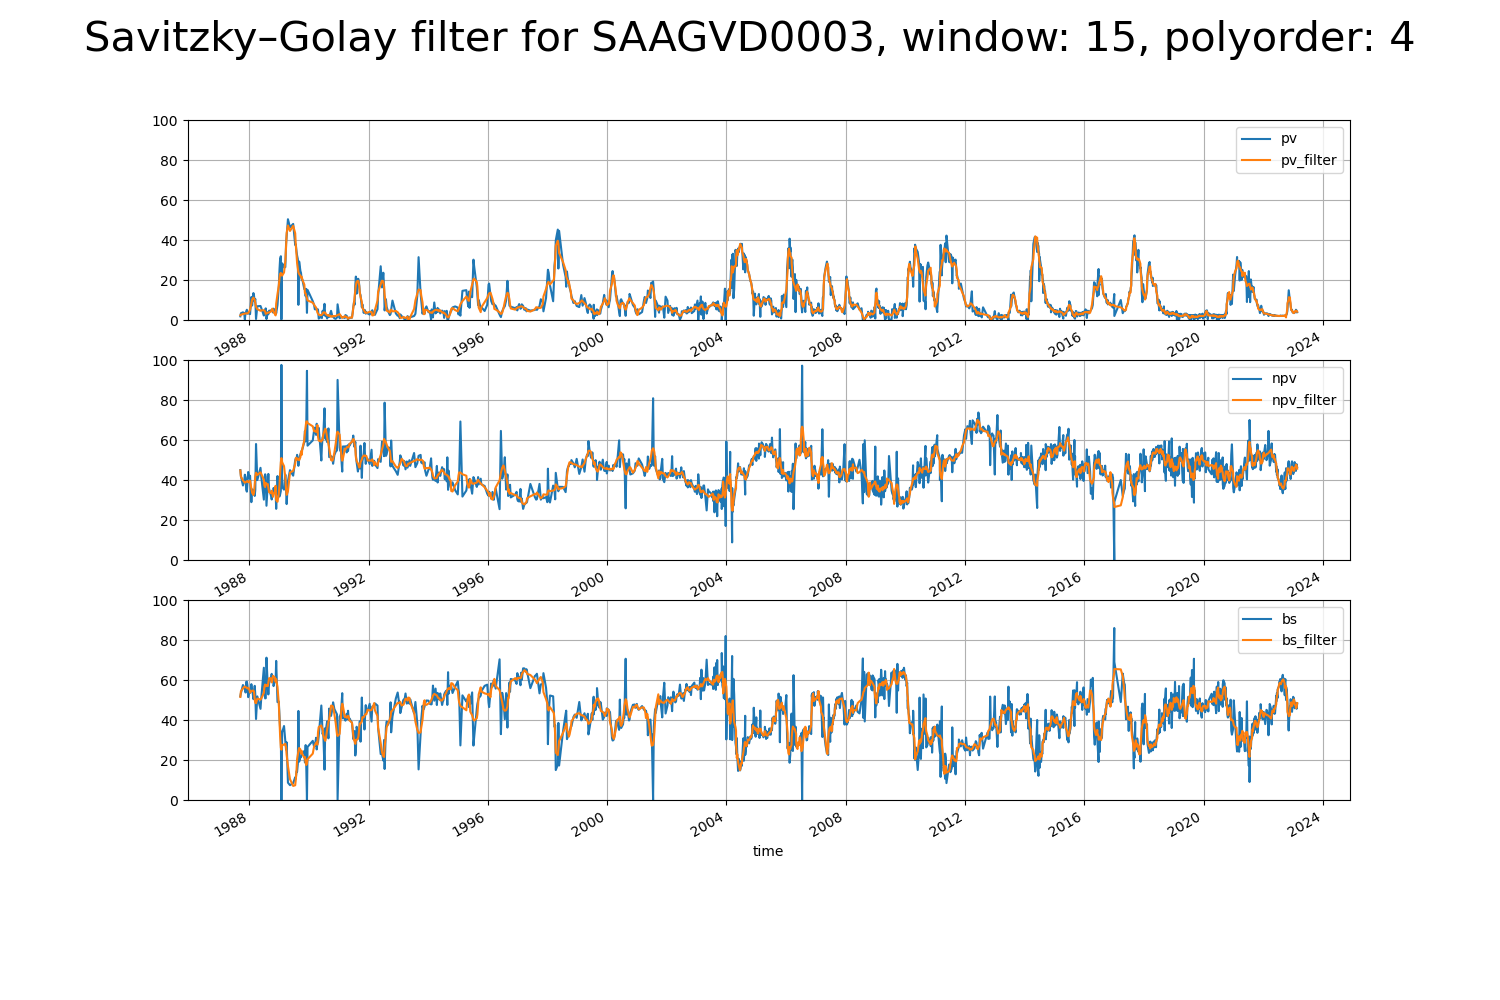 Savitzky–Golay filter for SAAGVD0003, window: 15, polyorder: 4
100
80
60
40
20
0
pv
pv_filter
1988 1992 1996 2000 2004 2008 2012 2016 2020 2024
100
80
60
40
20
0
npv
npv_filter
1988 1992 1996 2000 2004 2008 2012 2016 2020 2024
100
80
60
40
20
0
bs
bs_filter
1988 1992 1996 2000 2004 2008 2012 2016 2020 2024
time